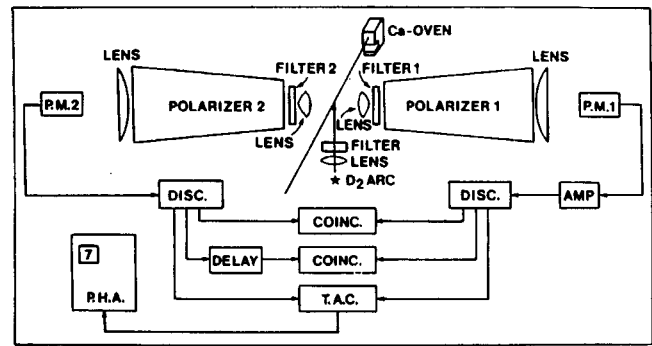 Ca-OVEN
LENS
FILTER 2
FILTER 1
LENS
P.M.2
POLARIZER 2
POLARIZER 1
P.M.1
LENS
LENS
FILTER
LENS
D2 ARC
DISC.
DISC.
AMP
COINC.
7
DELAY
COINC.
P.H.A.
T.A.C.